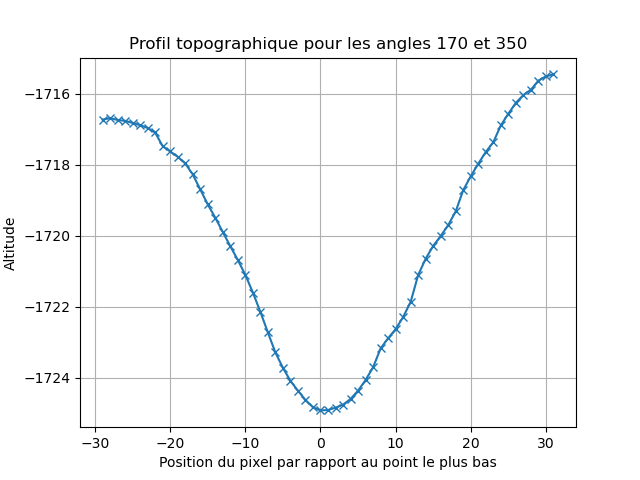 Profil topographique pour les angles 170 et 350
−1716
−1718
−1720
−1722
−1724
Altitude
−30 −20 −10 0 10 20 30
Position du pixel par rapport au point le plus bas